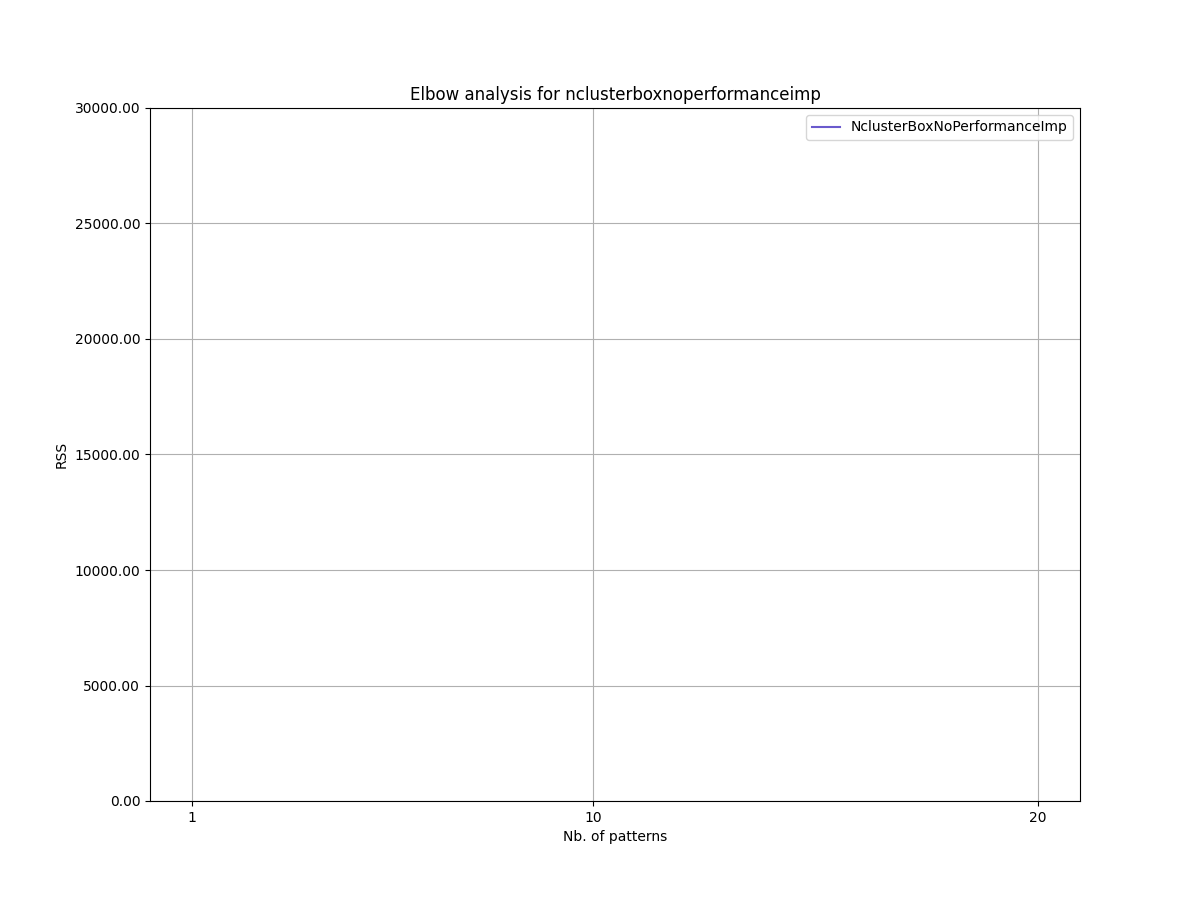 Elbow analysis for nclusterboxnoperformanceimp
NclusterBoxNoPerformanceImp
30000.00
25000.00
20000.00
15000.00
10000.00
5000.00
0.00
RSS
1
10
20
Nb. of patterns